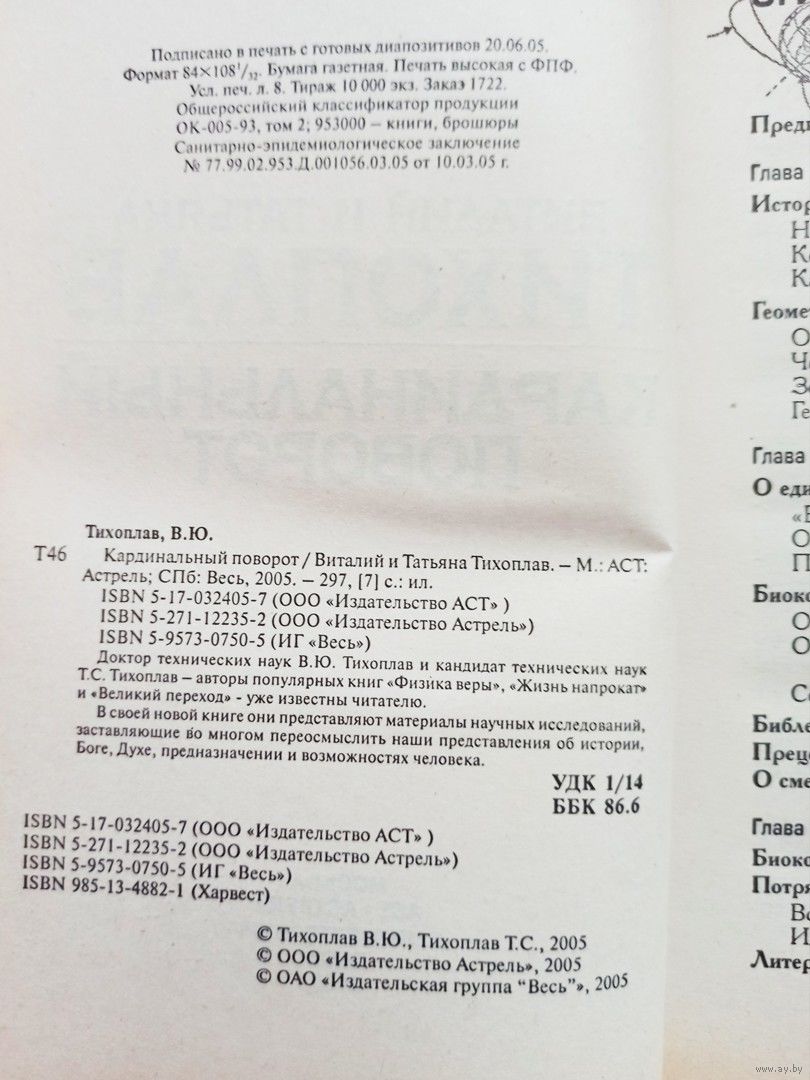 Подписано в печать с готовых диапозитивов 20.06.05.
Формат 84×108¹/₃₂. Бумага газетная. Печать высокая с ФПФ.
Усл. печ. л. 8. Тираж 10 000 экз. Заказ 1722.
Общероссийский классификатор продукции
ОК-005-93, том 2; 953000 – книги, брошюры
Санитарно-эпидемиологическое заключение
№ 77.99.02.953.Д.001056.03.05 от 10.03.05 г.
Тихоплав, В.Ю.
Т46
Кардинальный поворот / Виталий и Татьяна Тихоплав. – М.: АСТ:
Астрель; СПб: Весь, 2005. – 297, [7] с.: ил.
ISBN 5-17-032405-7 (ООО «Издательство АСТ» )
ISBN 5-271-12235-2 (ООО «Издательство Астрель»)
ISBN 5-9573-0750-5 (ИГ «Весь»)
Доктор технических наук В.Ю. Тихоплав и кандидат технических наук
Т.С. Тихоплав – авторы популярных книг «Физика веры», «Жизнь напрокат»
и «Великий переход» - уже известны читателю.
В своей новой книге они представляют материалы научных исследований,
заставляющие во многом переосмыслить наши представления об истории,
Боге, Духе, предназначении и возможностях человека.
УДК 1/14
ББК 86.6
ISBN 5-17-032405-7 (ООО «Издательство АСТ» )
ISBN 5-271-12235-2 (ООО «Издательство Астрель»)
ISBN 5-9573-0750-5 (ИГ «Весь»)
ISBN 985-13-4882-1 (Харвест)
© Тихоплав В.Ю., Тихоплав Т.С., 2005
© ООО «Издательство Астрель», 2005
© ОАО «Издательская группа "Весь"», 2005
Глава
Глава
О
О еди
О
П
О
О
О сме
Глава
www.ay.by